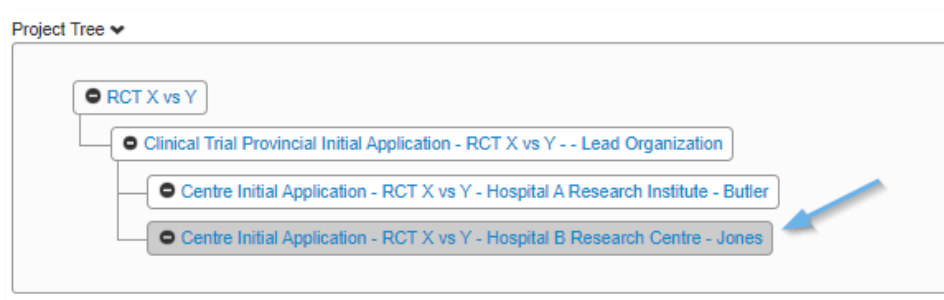 Project Tree
RCT X vs Y
Clinical Trial Provincial Initial Application - RCT X vs Y - - Lead Organization
Centre Initial Application - RCT X vs Y - Hospital A Research Institute - Butler
Centre Initial Application - RCT X vs Y - Hospital B Research Centre - Jones